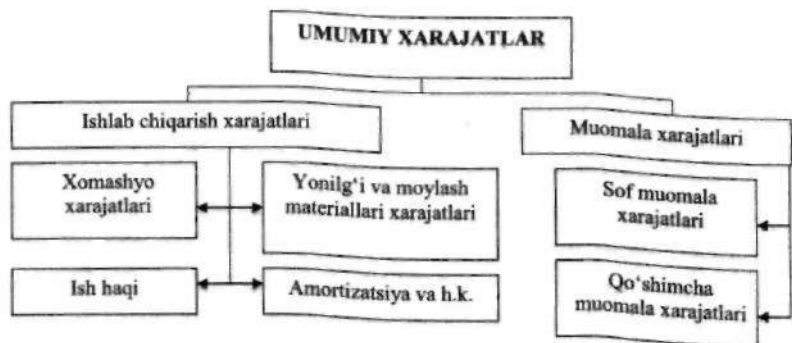 UMUMIY XARAJATLAR
Ishlab chiqarish xarajatlari
Muomala xarajatlari
Xomashyo
xarajatlari
Yonilg‘i va moylash
materiallari xarajatlari
Sof muomala
xarajatlari
Ish haqi
Amortizatsiya va h.k.
Qo‘shimcha
muomala xarajatlari